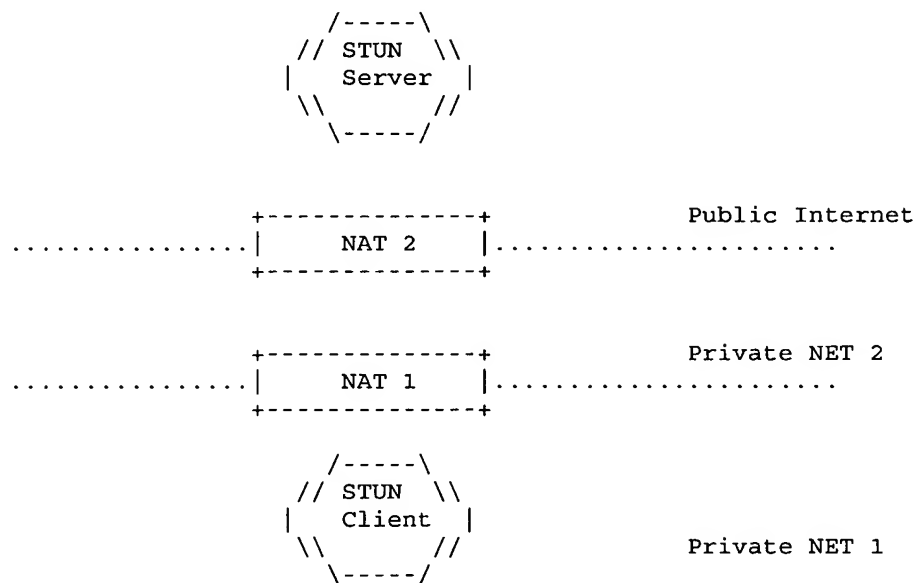 /-----\
// STUN \\
| Server |
\\ //
\-----/
+--------------+ Public Internet
................| NAT 2 |.......................
+--------------+
+--------------+ Private NET 2
................| NAT 1 |.......................
+--------------+
/-----\
// STUN \\
| Client |
\\ // Private NET 1
\-----/